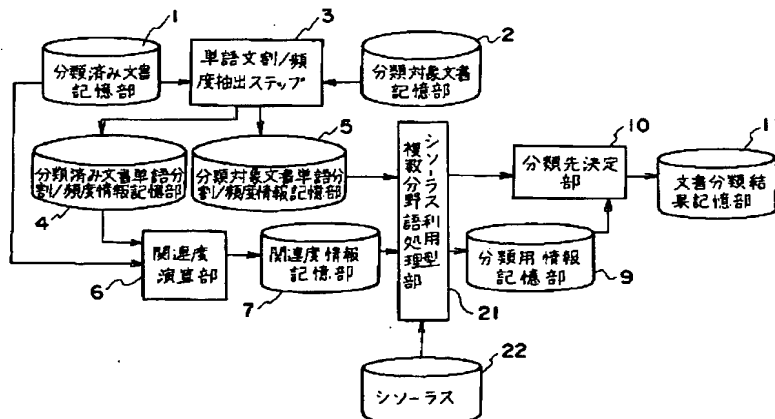 1
分類済み文書
記憶部
3
単語分割/頻
度抽出ステップ
2
分類対象文書
記憶部
4
分類済み文書単語分
割/頻度情報記憶部
5
分類対象文書単語分
割/頻度情報記憶部
6
関連度
演算部
7
関連度情報
記憶部
シソーラス利用型
複数分野語処理部
21
22
シソーラス
10
分類先決定
部
9
分類用情報
記憶部
1
文書分類結
果記憶部